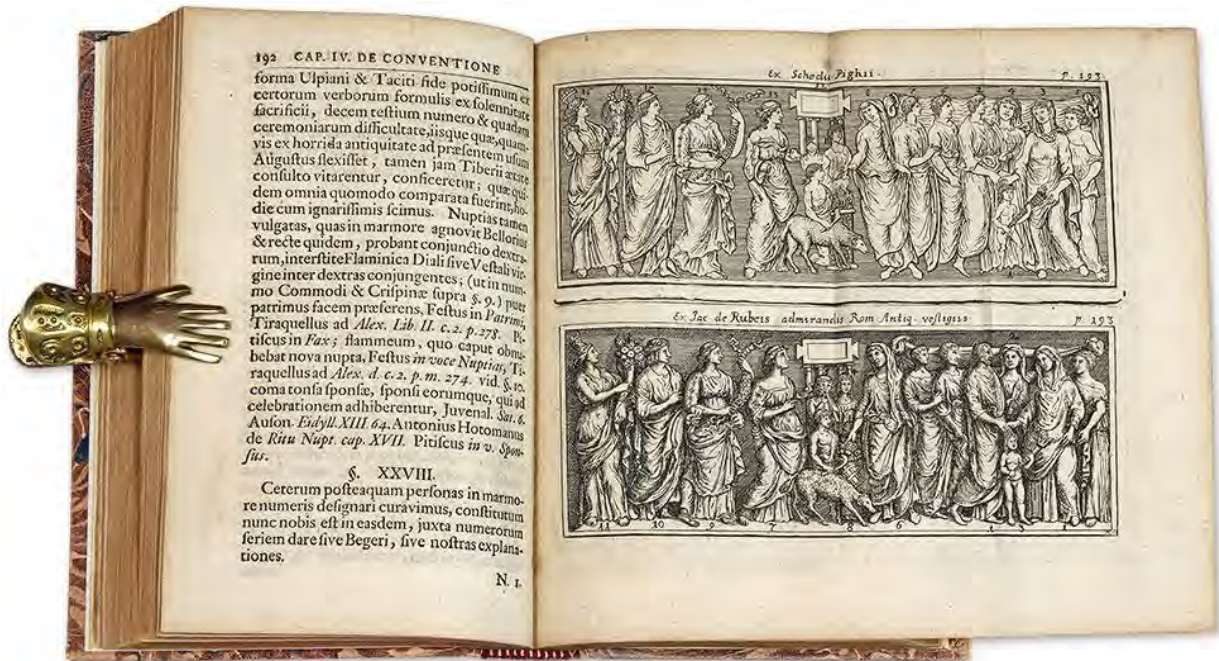 192 CAP. IV. DE CONVENTIONE
forma Ulpiani & Taciti fide potiſſimum ex
certorum verborum formulis ex ſolennitate
ſacrificii, decem teſtium numero & quadam
ceremoniarum difficultate, iisque quæ, quam-
vis ex horrida antiquitate ad præſentem uſum
Auguſtus flexiſſet, tamen jam Tiberii ætate
conſulto vitarentur, conficeretur; quæ qui-
dem omnia quomodo comparata fuerint, ho-
die cum ignariſſimis ſcimus. Nuptias tamen
vulgatas, quas in marmore agnovit Bellorius
& recte quidem, probant conjunctio dextra-
rum, interſtite Flaminica Diali ſive Veſtali vir-
gine inter dextras conjungentes; (ut in num-
mo Commodi & Criſpinæ ſupra §. 9.) puer
patrimus facem præferens, Feſtus in Patrimi,
Tiraquellus ad Alex. Lib. II. c. 2. p. 278. Pi-
tiſcus in Fax; flammeum, quo caput obnu-
bebat nova nupta, Feſtus in voce Nuptias, Ti-
raquellus ad Alex. d. c. 2. p. m. 274. vid. §. 10.
coma tonſa ſponſæ, ſponſi eorumque, qui ad
celebrationem adhiberentur, Juvenal. Sat. 6.
Auſon. Eidyll. XIII. 64. Antonius Hotomanus
de Ritu Nupt. cap. XVII. Pitiſcus in v. Spon-
ſus.
§. XXVIII.
Ceterum poſteaquam perſonas in marmo-
re numeris deſignari curavimus, conſtitutum
nunc nobis eſt in easdem, juxta numerorum
ſeriem dare ſive Begeri, ſive noſtras explana-
tiones.
N. 1.
Ex Schedis Pighii. P. 193.
Ex Jac de Rubeis admirandis Rom Antiq veſtigiis P. 193
11 10 9 7 8 6